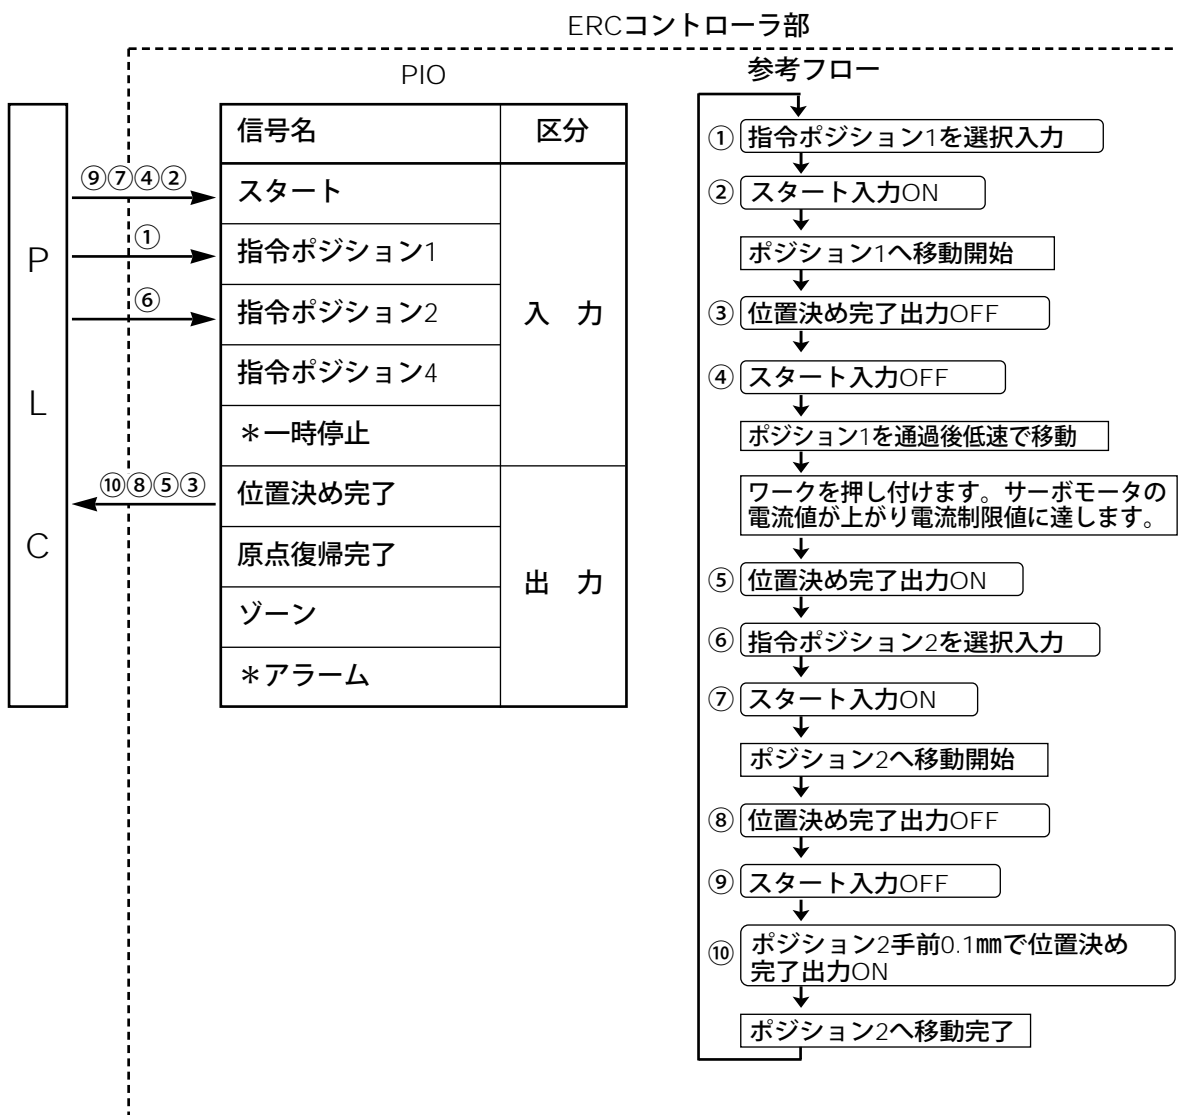 ERCコントローラ部
PIO
参考フロー
P
L
C
信号名 区分
⑨⑦④② スタート
① 指令ポジション1
⑥ 指令ポジション2
入 力
指令ポジション4
＊一時停止
⑩⑧⑤③ 位置決め完了
原点復帰完了
出 力
ゾーン
＊アラーム
① 指令ポジション1を選択入力
② スタート入力ON
ポジション1へ移動開始
③ 位置決め完了出力OFF
④ スタート入力OFF
ポジション1を通過後低速で移動
ワークを押し付けます。サーボモータの
電流値が上がり電流制限値に達します。
⑤ 位置決め完了出力ON
⑥ 指令ポジション2を選択入力
⑦ スタート入力ON
ポジション2へ移動開始
⑧ 位置決め完了出力OFF
⑨ スタート入力OFF
⑩ ポジション2手前0.1㎜で位置決め
完了出力ON
ポジション2へ移動完了